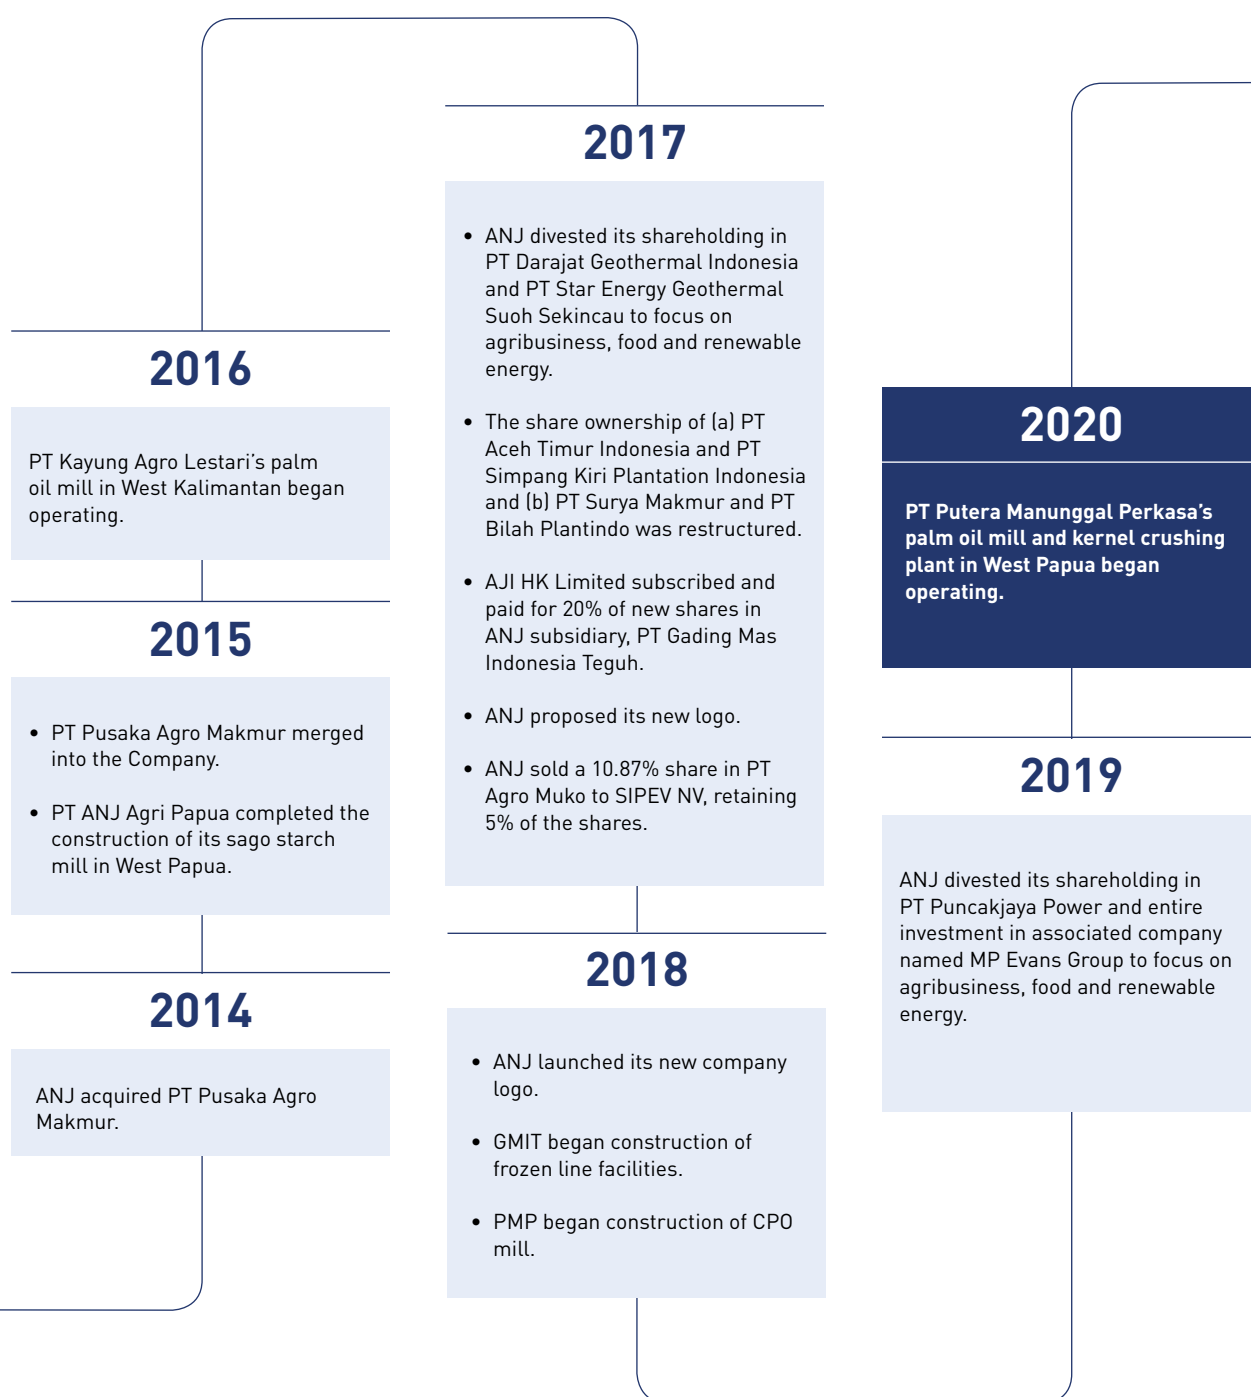 2016
PT Kayung Agro Lestari’s palm
oil mill in West Kalimantan began
operating.
2015
• PT Pusaka Agro Makmur merged
into the Company.
• PT ANJ Agri Papua completed the
construction of its sago starch
mill in West Papua.
2014
ANJ acquired PT Pusaka Agro
Makmur.
2017
• ANJ divested its shareholding in
PT Darajat Geothermal Indonesia
and PT Star Energy Geothermal
Suoh Sekincau to focus on
agribusiness, food and renewable
energy.
• The share ownership of (a) PT
Aceh Timur Indonesia and PT
Simpang Kiri Plantation Indonesia
and (b) PT Surya Makmur and PT
Bilah Plantindo was restructured.
• AJI HK Limited subscribed and
paid for 20% of new shares in
ANJ subsidiary, PT Gading Mas
Indonesia Teguh.
• ANJ proposed its new logo.
• ANJ sold a 10.87% share in PT
Agro Muko to SIPEV NV, retaining
5% of the shares.
2018
• ANJ launched its new company
logo.
• GMIT began construction of
frozen line facilities.
• PMP began construction of CPO
mill.
2020
PT Putera Manunggal Perkasa’s
palm oil mill and kernel crushing
plant in West Papua began
operating.
2019
ANJ divested its shareholding in
PT Puncakjaya Power and entire
investment in associated company
named MP Evans Group to focus on
agribusiness, food and renewable
energy.